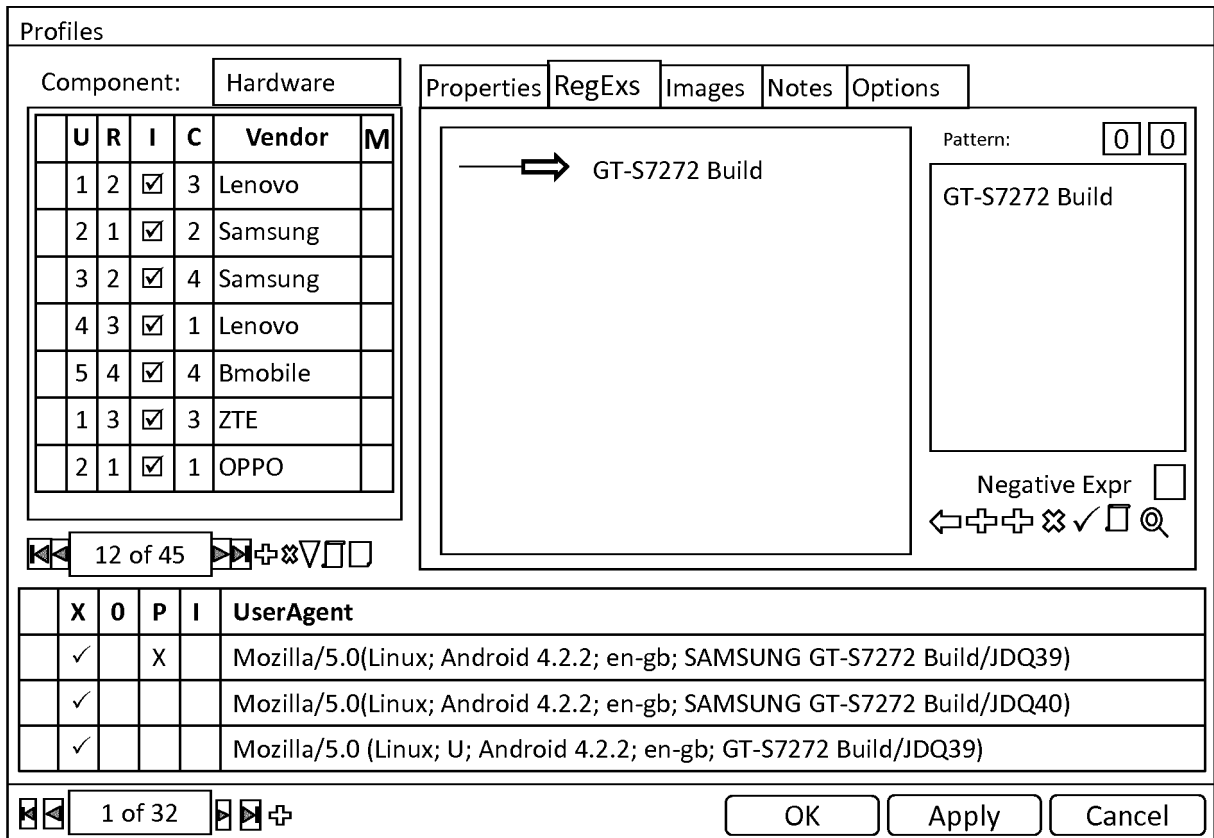 Profiles
Component: Hardware
U R I C Vendor M
1 2 ☑ 3 Lenovo
2 1 ☑ 2 Samsung
3 2 ☑ 4 Samsung
4 3 ☑ 1 Lenovo
5 4 ☑ 4 Bmobile
1 3 ☑ 3 ZTE
2 1 ☑ 1 OPPO
12 of 45
Properties RegExs Images Notes Options
GT-S7272 Build
Pattern: 0 0
GT-S7272 Build
Negative Expr
X 0 P I UserAgent
✓ X Mozilla/5.0(Linux; Android 4.2.2; en-gb; SAMSUNG GT-S7272 Build/JDQ39)
✓ Mozilla/5.0(Linux; Android 4.2.2; en-gb; SAMSUNG GT-S7272 Build/JDQ40)
✓ Mozilla/5.0 (Linux; U; Android 4.2.2; en-gb; GT-S7272 Build/JDQ39)
1 of 32
OK Apply Cancel